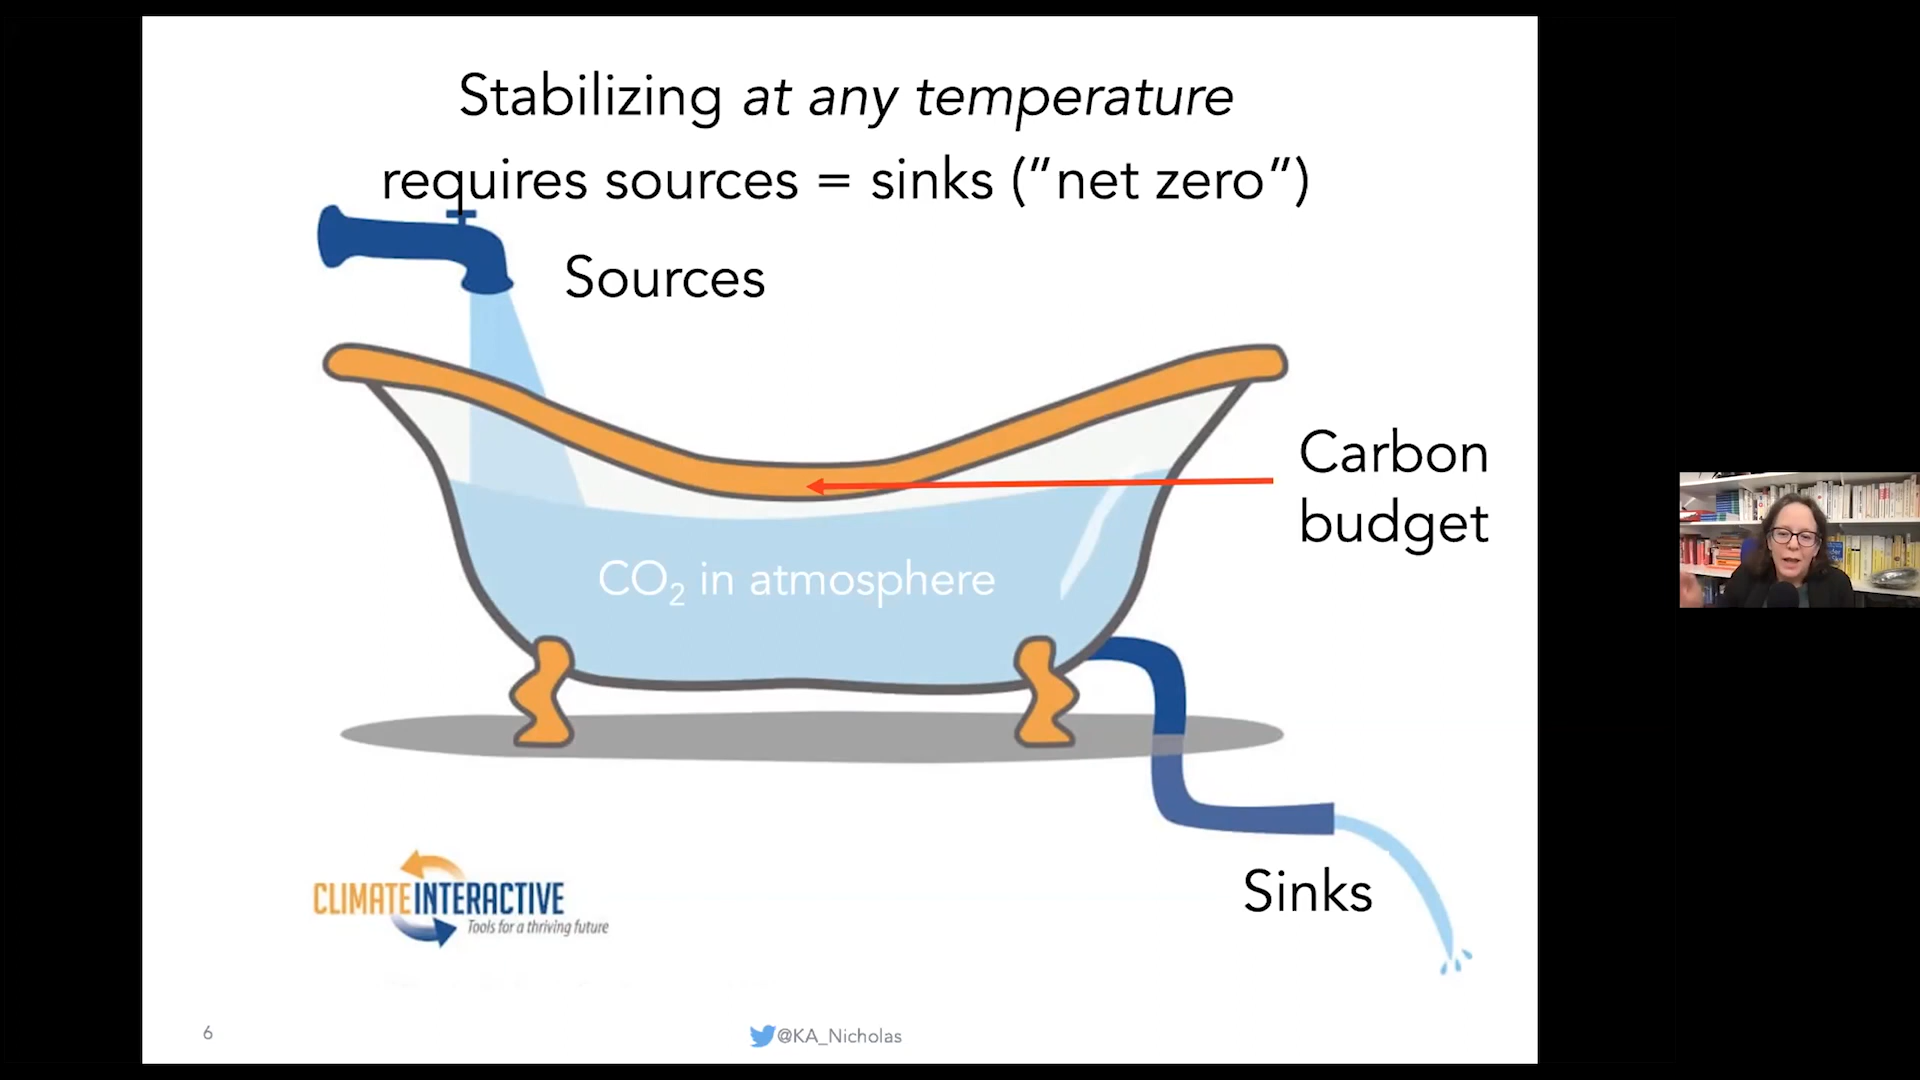 Stabilizing at any temperature
requires sources = sinks (“net zero”)
Sources
Carbon
budget
CO₂ in atmosphere
Sinks
CLIMATEINTERACTIVE
Tools for a thriving future
6
@KA_Nicholas